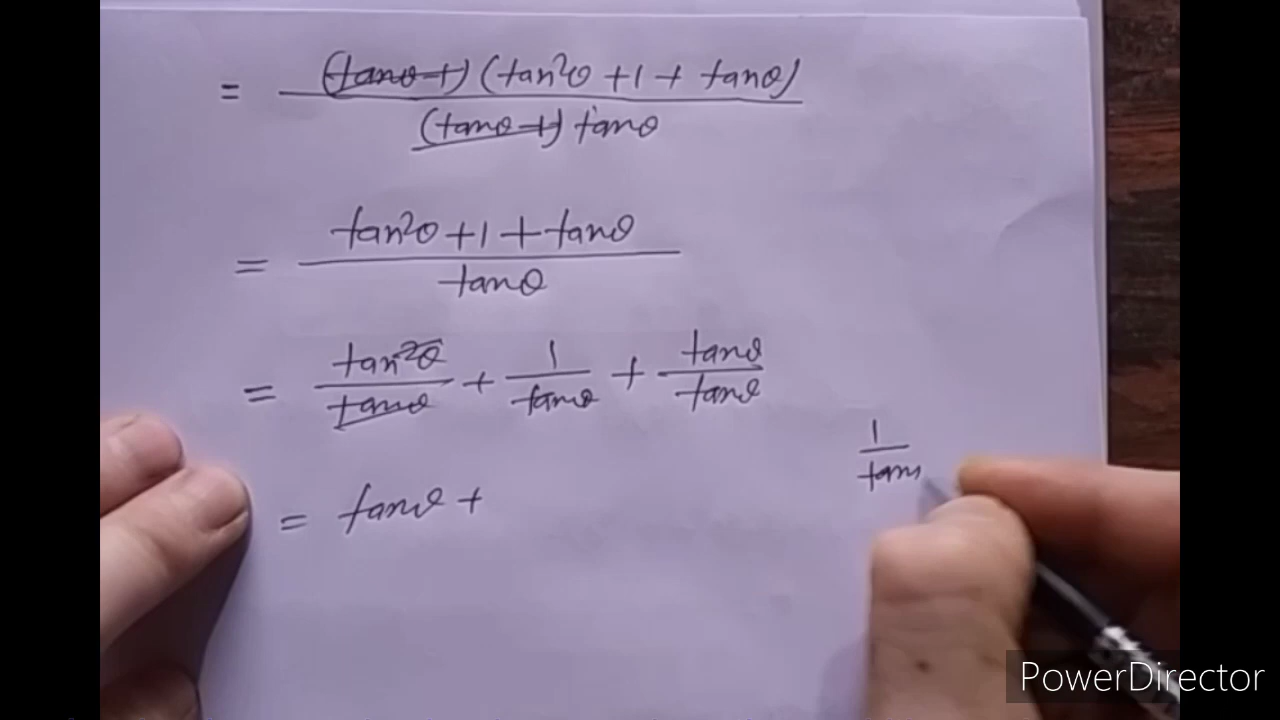 = (tanθ-1) (tan²θ +1 + tanθ) / (tanθ-1) tanθ
= tan²θ +1 + tanθ / tanθ
= tan²θ / tanθ + 1 / tanθ + tanθ / tanθ
1 / tan
= tanθ +
PowerDirector